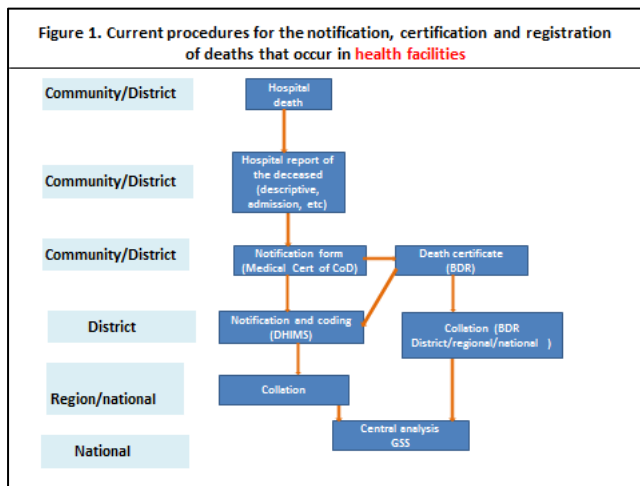 Figure 1. Current procedures for the notification, certification and registration
of deaths that occur in health facilities
Community/District
Hospital
death
Community/District
Hospital report of
the deceased
(descriptive,
admission, etc)
Community/District
Notification form
(Medical Cert of CoD)
Death certificate
(BDR)
District
Notification and coding
(DHIMS)
Collation (BDR
District/regional/national )
Region/national
Collation
National
Central analysis
GSS